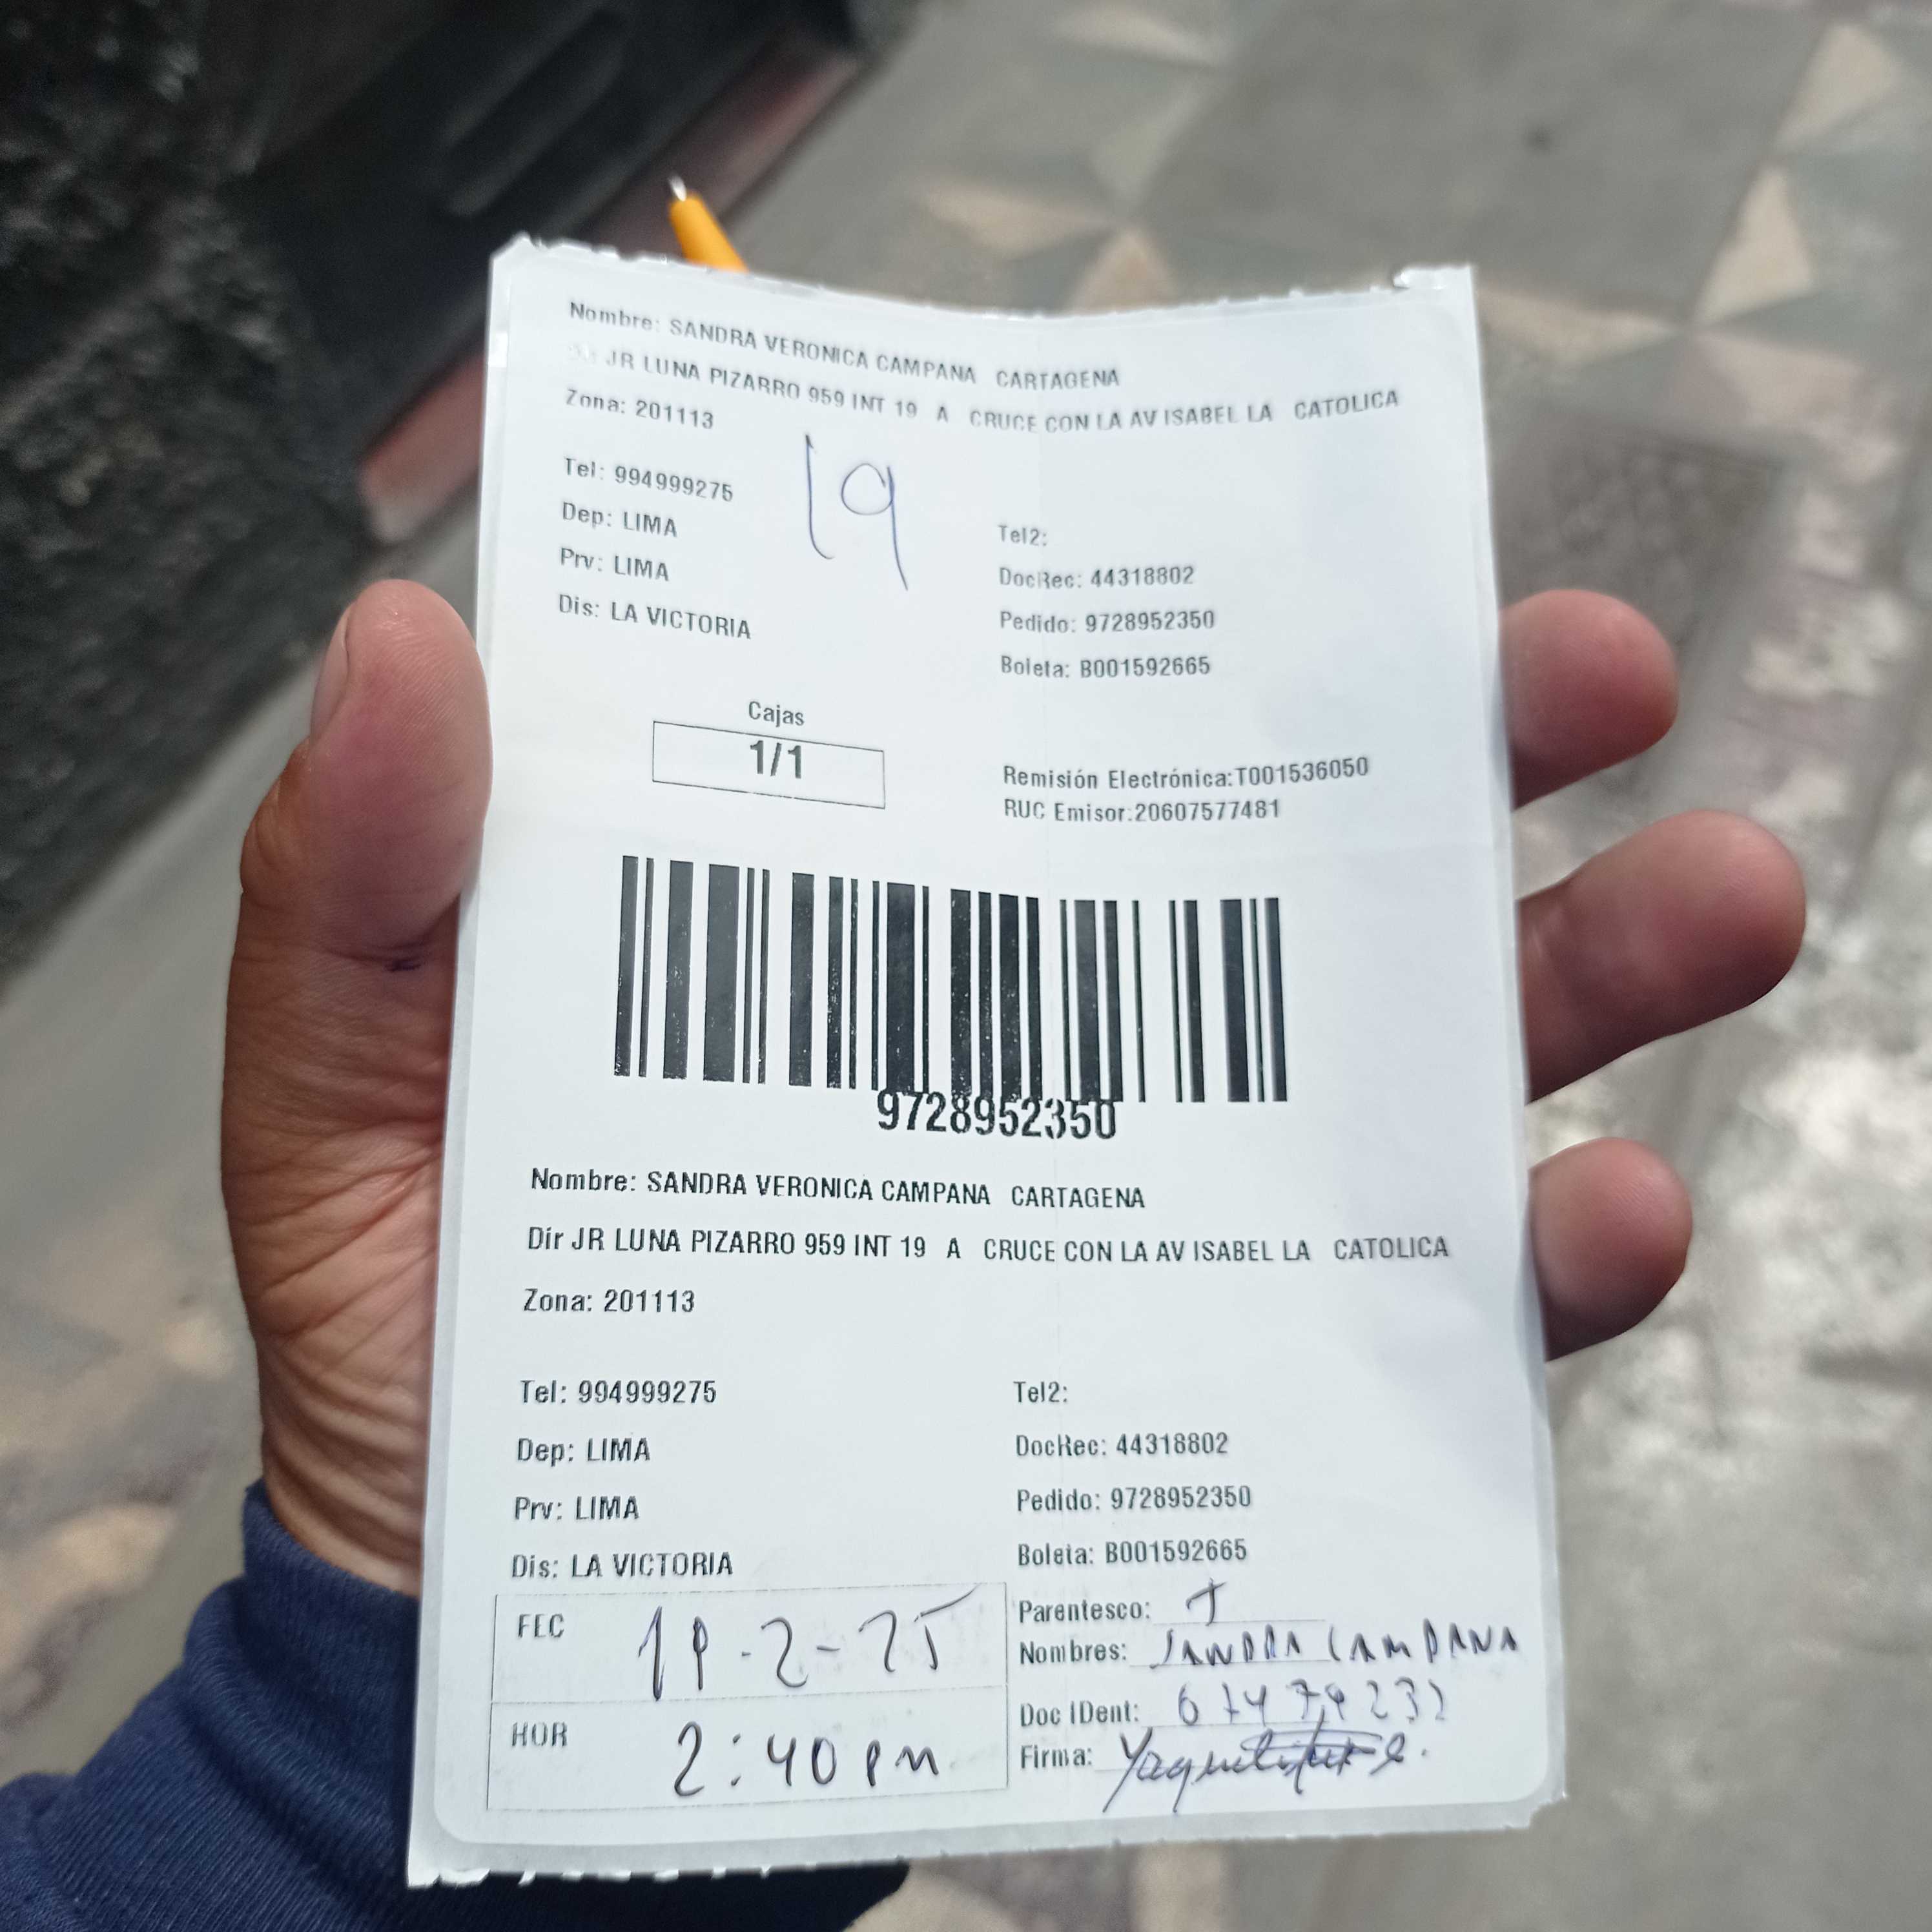 Nombre: SANDRA VERONICA CAMPANA CARTAGENA
JR LUNA PIZARRO 959 INT 19 A CRUCE CON LA AV ISABEL LA CATOLICA
Zona: 201113
19
Tel: 994999275
Tel2:
Dep: LIMA
DocRec: 44318802
Prv: LIMA
Pedido: 9728952350
Dis: LA VICTORIA
Boleta: B001592665
Cajas
1/1
Remisión Electrónica:T001536050
RUC Emisor:20607577481
9728952350
Nombre: SANDRA VERONICA CAMPANA CARTAGENA
Dir JR LUNA PIZARRO 959 INT 19 A CRUCE CON LA AV ISABEL LA CATOLICA
Zona: 201113
Tel: 994999275
Tel2:
Dep: LIMA
DocRec: 44318802
Prv: LIMA
Pedido: 9728952350
Dis: LA VICTORIA
Boleta: B001592665
FEC 19-2-25
Parentesco: T
Nombres: SANDRA CAMPANA
HOR 2:40 pm
Doc IDent:
Firma: